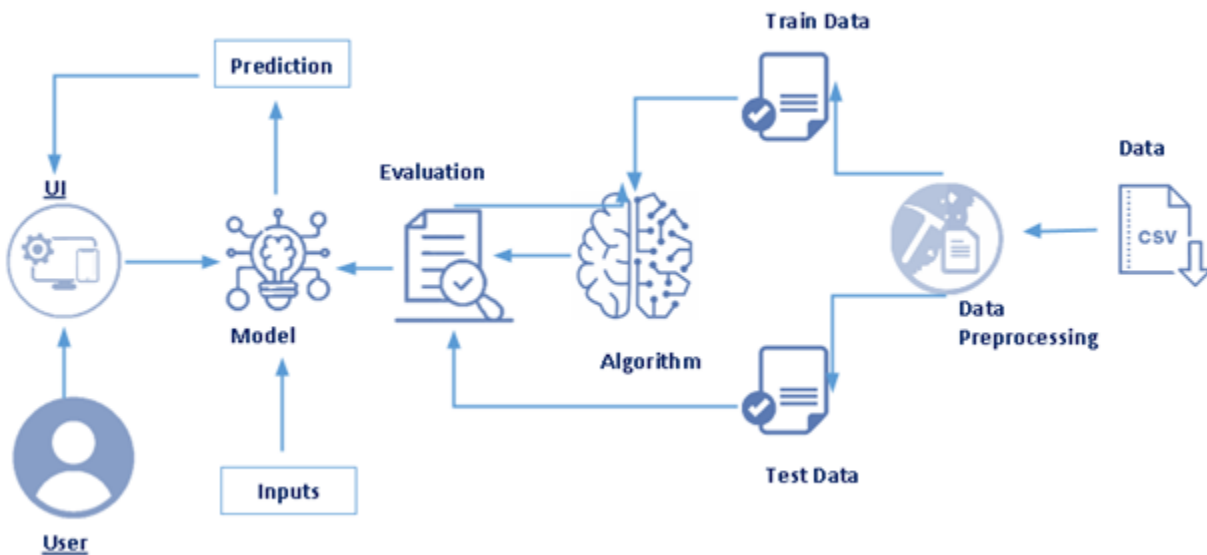 Train Data
Prediction
Data
Evaluation
UI
CSV
Model
Data
Preprocessing
Algorithm
Test Data
Inputs
User